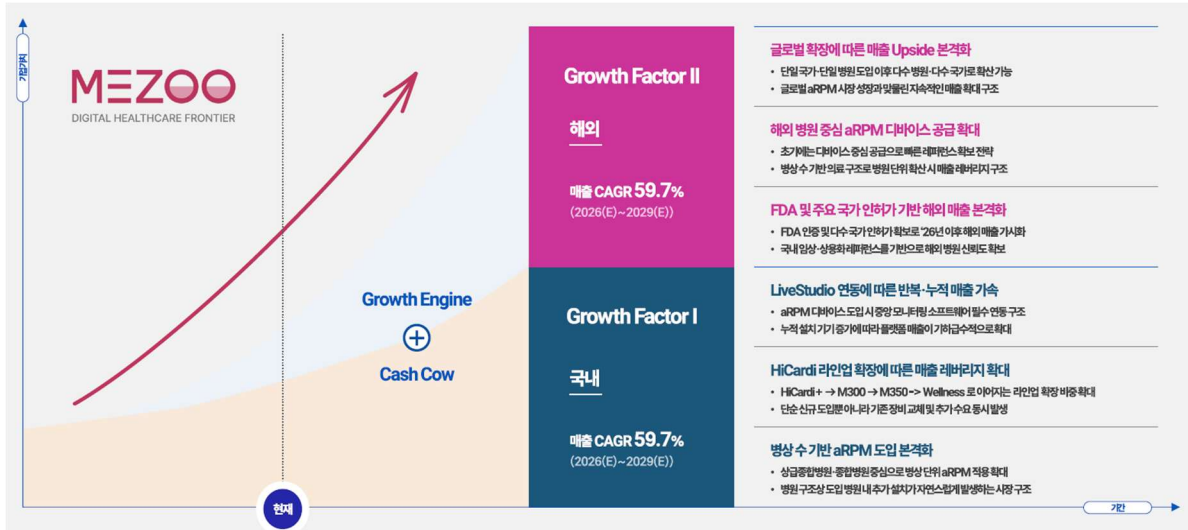 기업가치
MEZOO
DIGITAL HEALTHCARE FRONTIER
Growth Engine
Cash Cow
현재
Growth Factor II
해외
매출 CAGR 59.7%
(2026(E)~2029(E))
Growth Factor I
국내
매출 CAGR 59.7%
(2026(E)~2029(E))
글로벌 확장에 따른 매출 Upside 본격화
• 단일 국가·단일 병원 도입 이후 다수 병원·다수 국가로 확산 가능
• 글로벌 aRPM 시장 성장과 맞물린 지속적인 매출 확대 구조
해외 병원 중심 aRPM 디바이스 공급 확대
• 초기에는 디바이스 중심 공급으로 빠른 레퍼런스 확보 전략
• 병상 수 기반 의료 구조로 병원 단위 확산 시 매출 레버리지 구조
FDA 및 주요 국가 인허가 기반 해외 매출 본격화
• FDA 인증 및 다수 국가 인허가 확보로 '26년 이후 해외 매출 가시화
• 국내 임상·상용화 레퍼런스를 기반으로 해외 병원 신뢰도 확보
LiveStudio 연동에 따른 반복·누적 매출 가속
• aRPM 디바이스 도입 시 중앙 모니터링 소프트웨어 필수 연동 구조
• 누적 설치 기기 증가에 따라 플랫폼 매출이 기하급수적으로 확대
HiCardi 라인업 확장에 따른 매출 레버리지 확대
• HiCardi+ → M300 → M350 -> Wellness 로 이어지는 라인업 확장 비중 확대
• 단순 신규 도입뿐 아니라 기존 장비 교체 및 추가 수요 동시 발생
병상 수 기반 aRPM 도입 본격화
• 상급종합병원·종합병원 중심으로 병상 단위 aRPM 적용 확대
• 병원 구조상 도입 병원 내 추가 설치가 자연스럽게 발생하는 시장 구조
기간